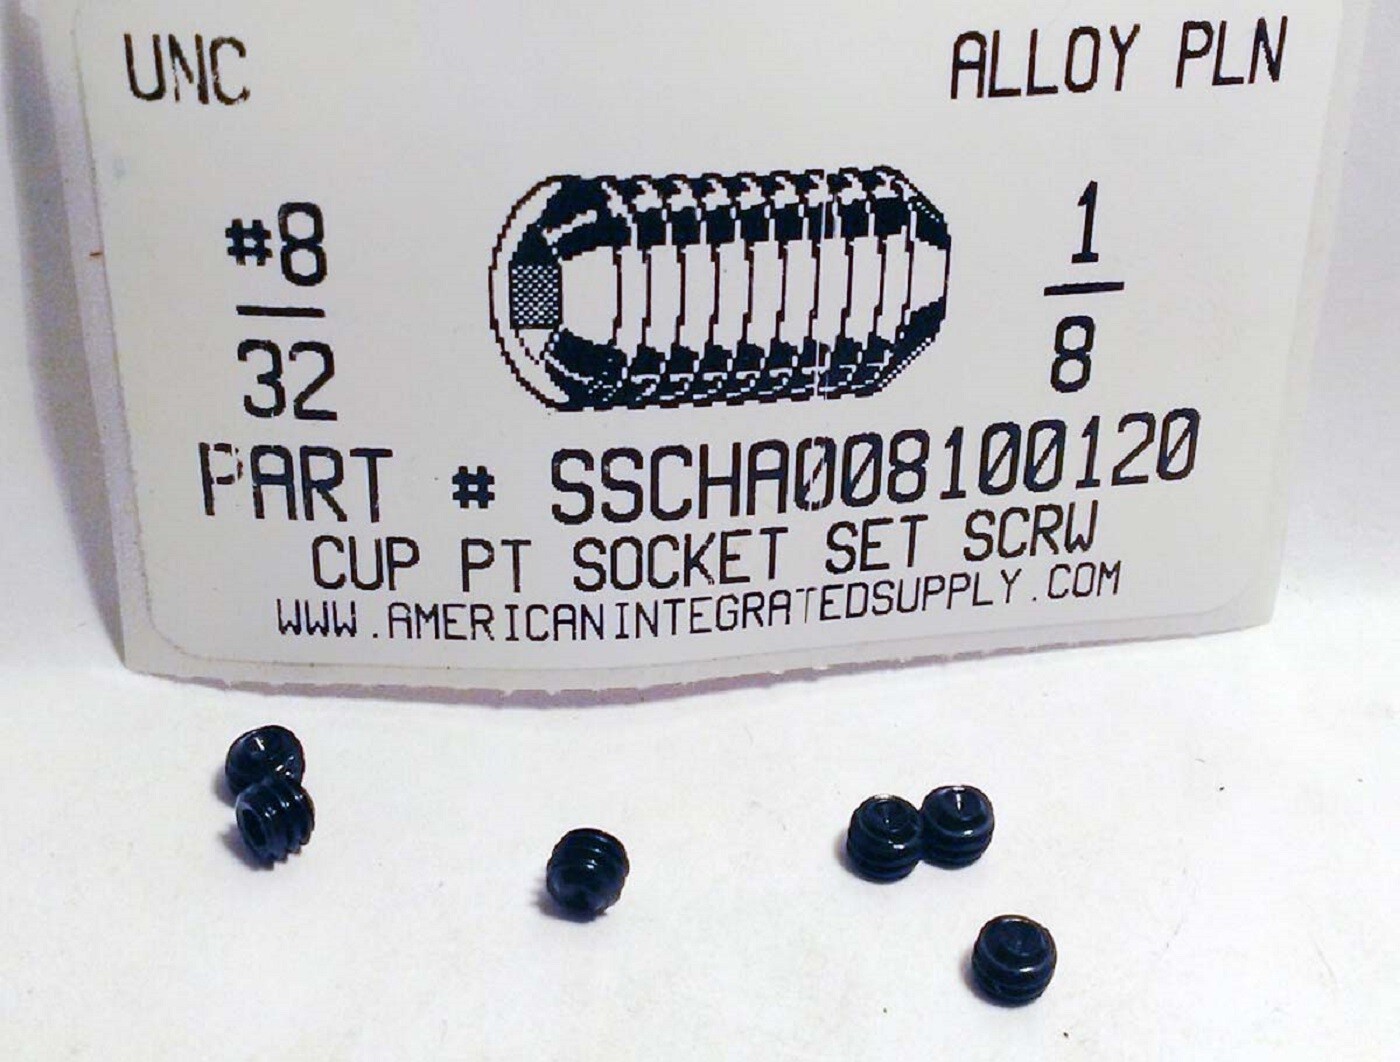 UNC ALLOY PLN
#8
32
1
8
PART # SSCHA008100120
CUP PT SOCKET SET SCRW
WWW.AMERICANINTEGRATEDSUPPLY.COM